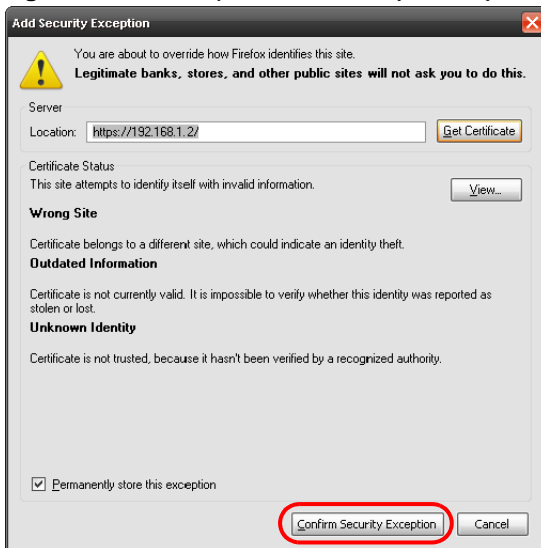 Add Security Exception
You are about to override how Firefox identifies this site.
Legitimate banks, stores, and other public sites will not ask you to do this.
Server
Location: https://192.168.1.2/ Get Certificate
Certificate Status
This site attempts to identify itself with invalid information. View...
Wrong Site
Certificate belongs to a different site, which could indicate an identity theft.
Outdated Information
Certificate is not currently valid. It is impossible to verify whether this identity was reported as
stolen or lost.
Unknown Identity
Certificate is not trusted, because it hasn't been verified by a recognized authority.
Permanently store this exception
Confirm Security Exception Cancel